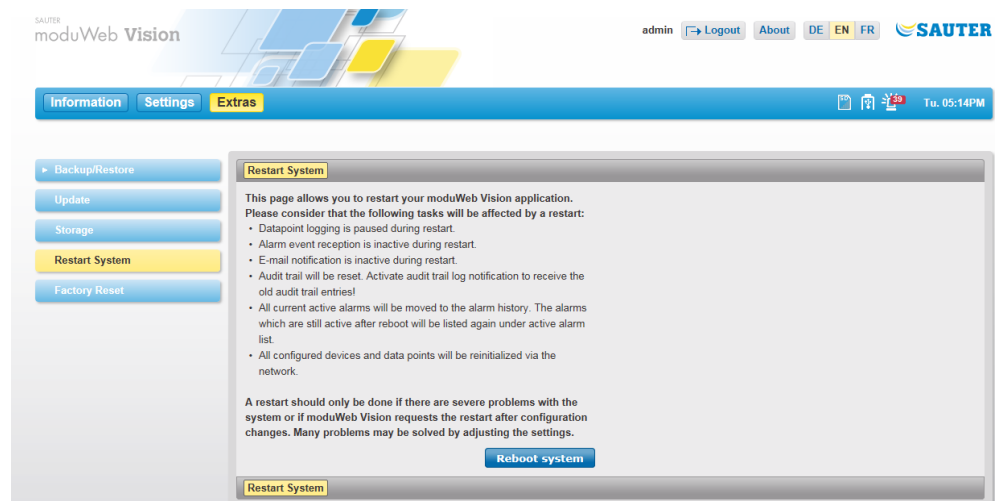 SAUTER
moduWeb Vision
admin Logout About DE EN FR SAUTER
Information Settings Extras
39 Tu. 05:14PM
Backup/Restore
Update
Storage
Restart System
Factory Reset
Restart System
This page allows you to restart your moduWeb Vision application.
Please consider that the following tasks will be affected by a restart:
• Datapoint logging is paused during restart.
• Alarm event reception is inactive during restart.
• E-mail notification is inactive during restart.
• Audit trail will be reset. Activate audit trail log notification to receive the
old audit trail entries!
• All current active alarms will be moved to the alarm history. The alarms
which are still active after reboot will be listed again under active alarm
list.
• All configured devices and data points will be reinitialized via the
network.
A restart should only be done if there are severe problems with the
system or if moduWeb Vision requests the restart after configuration
changes. Many problems may be solved by adjusting the settings.
Reboot system
Restart System